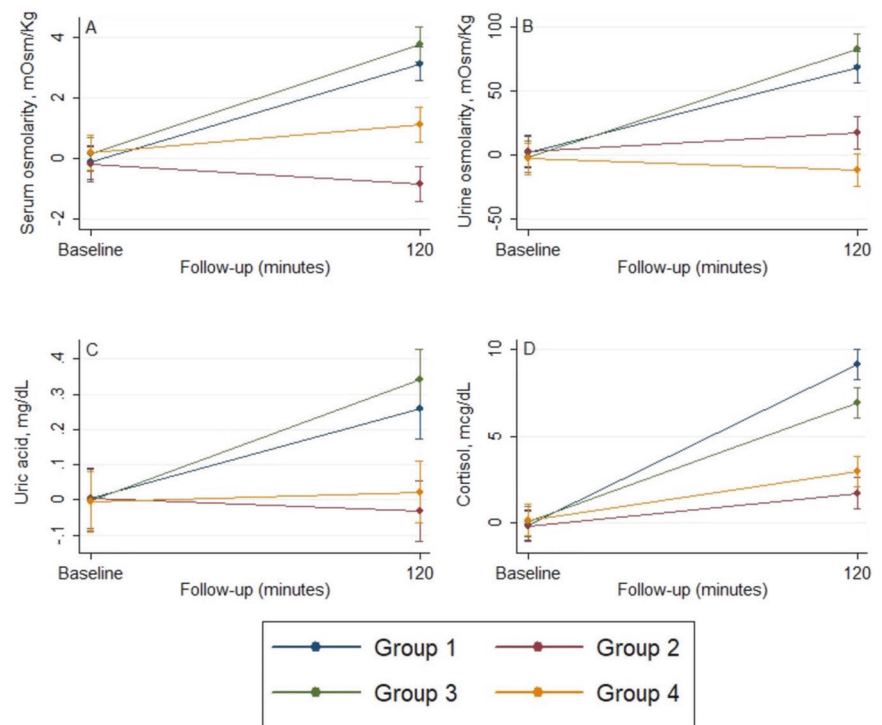 A
Serum osmolarity, mOsm/Kg
4
2
0
-2
Baseline
120
Follow-up (minutes)
B
Urine osmolarity, mOsm/Kg
100
50
0
-50
Baseline
120
Follow-up (minutes)
C
Uric acid, mg/dL
.4
.3
.2
.1
0
-.1
Baseline
120
Follow-up (minutes)
D
Cortisol, mcg/dL
10
5
0
Baseline
120
Follow-up (minutes)
Group 1
Group 2
Group 3
Group 4